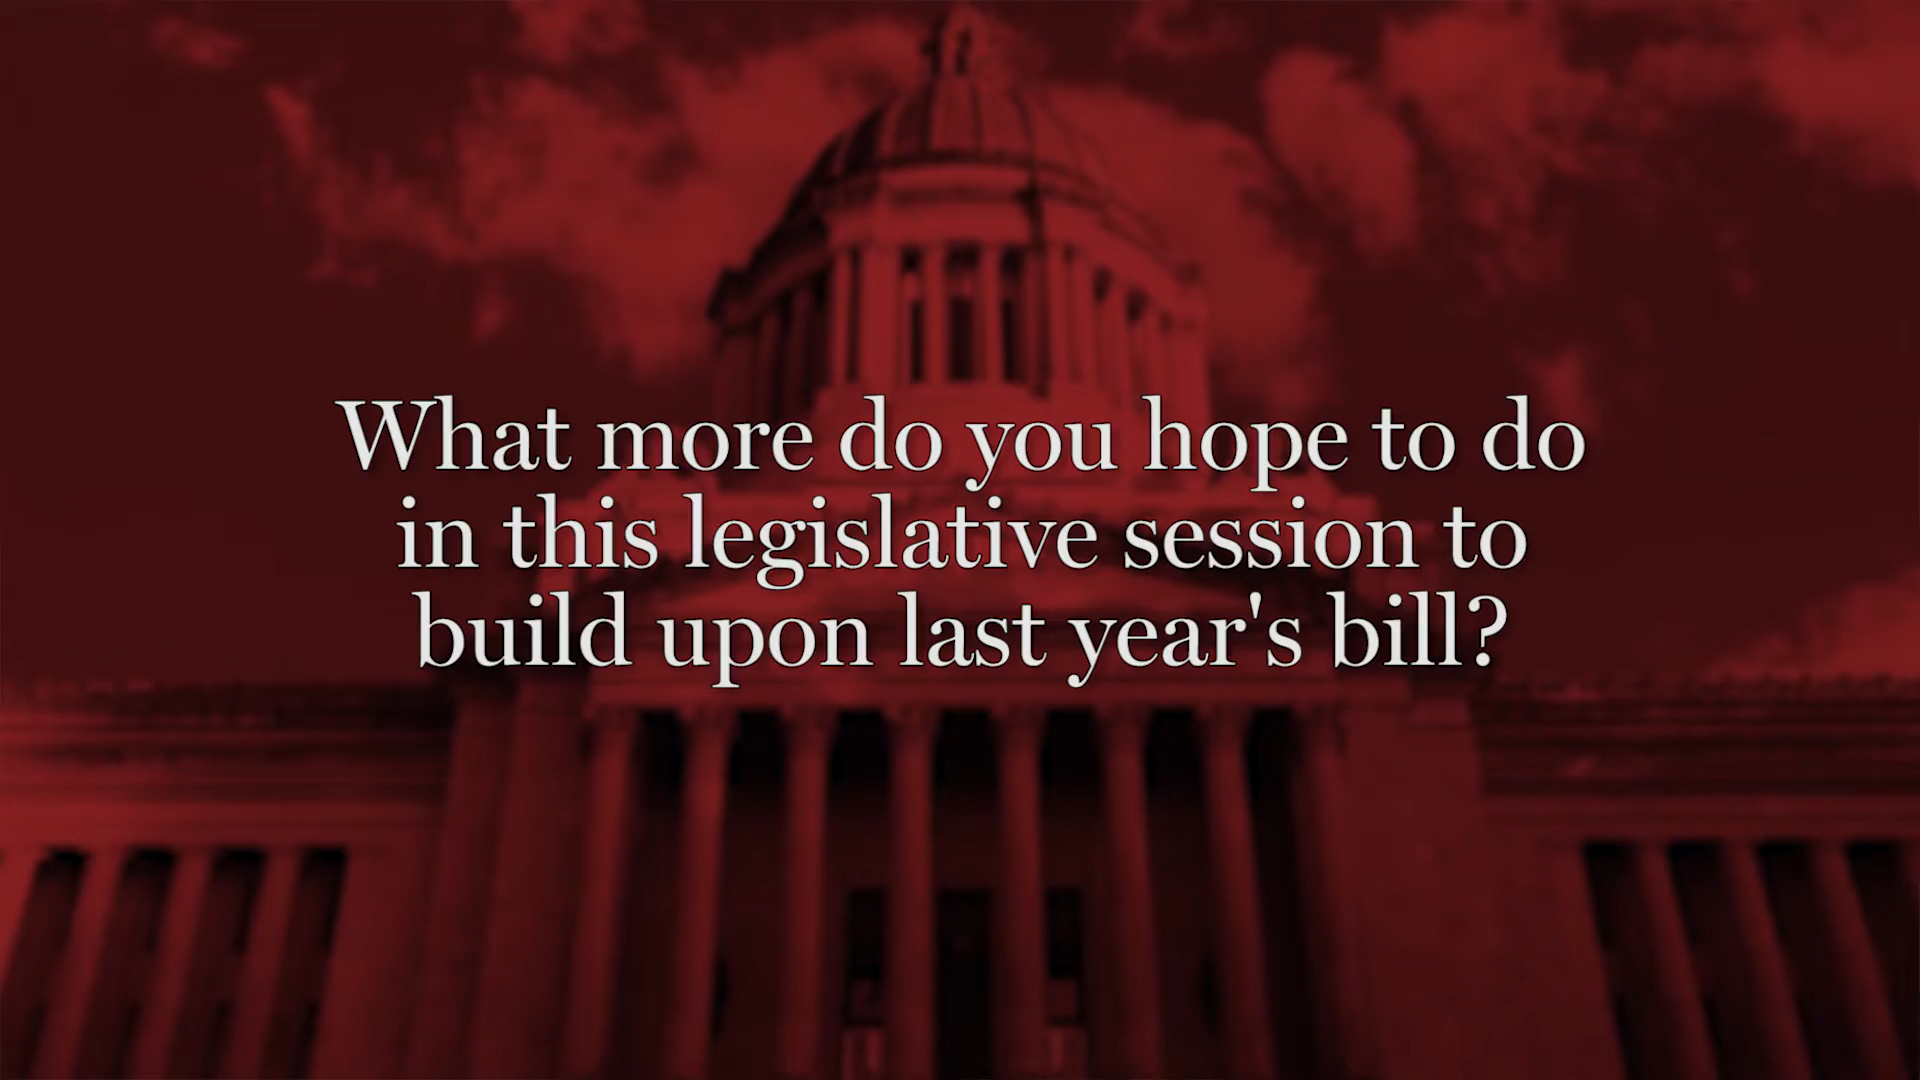 What more do you hope to do
in this legislative session to
build upon last year's bill?